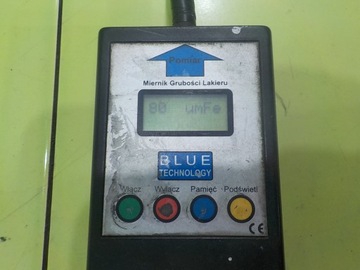 Pomiar
Miernik Grubości Lakieru
80 umFe
BLUE
TECHNOLOGY
Włącz Wyłącz Pamięć Podświetl
CE